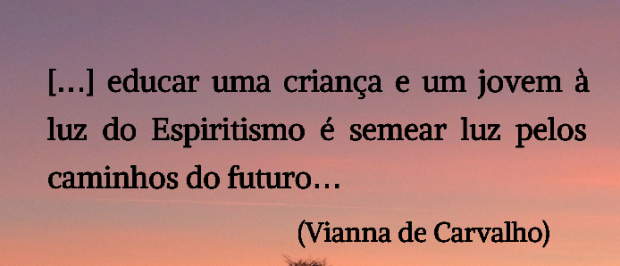 [...] educar uma criança e um jovem à
luz do Espiritismo é semear luz pelos
caminhos do futuro...
(Vianna de Carvalho)